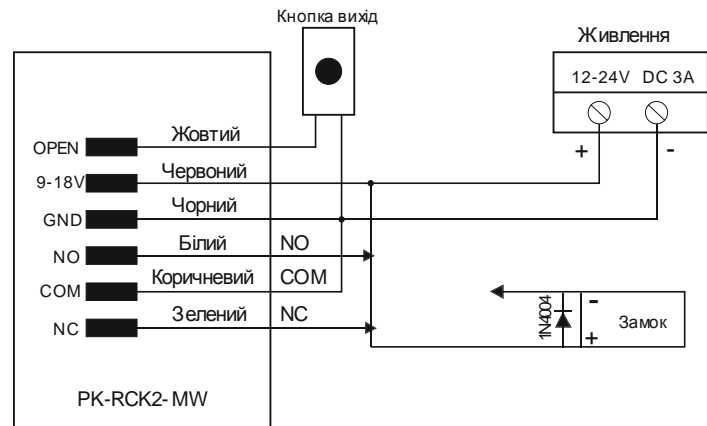 Кнопка вихід
Живлення
12-24V DC 3A
+ -
OPEN Жовтий
9-18V Червоний
GND Чорний
NO Білий NO
COM Коричневий COM
NC Зелений NC
1N4004
-
+
Замок
PK-RCK2-MW